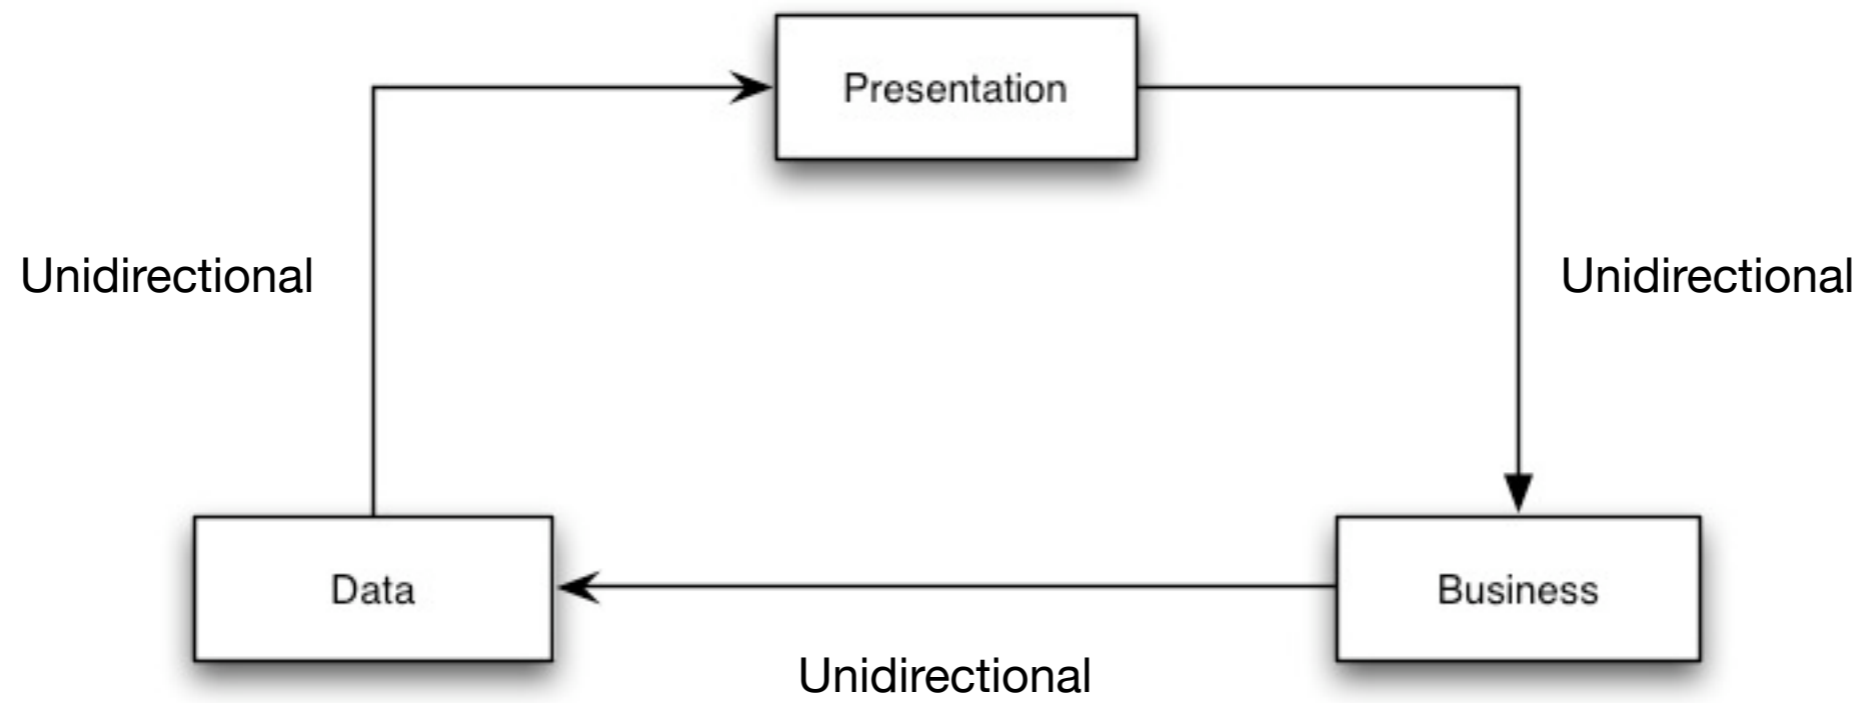 Presentation
Unidirectional
Unidirectional
Data
Business
Unidirectional